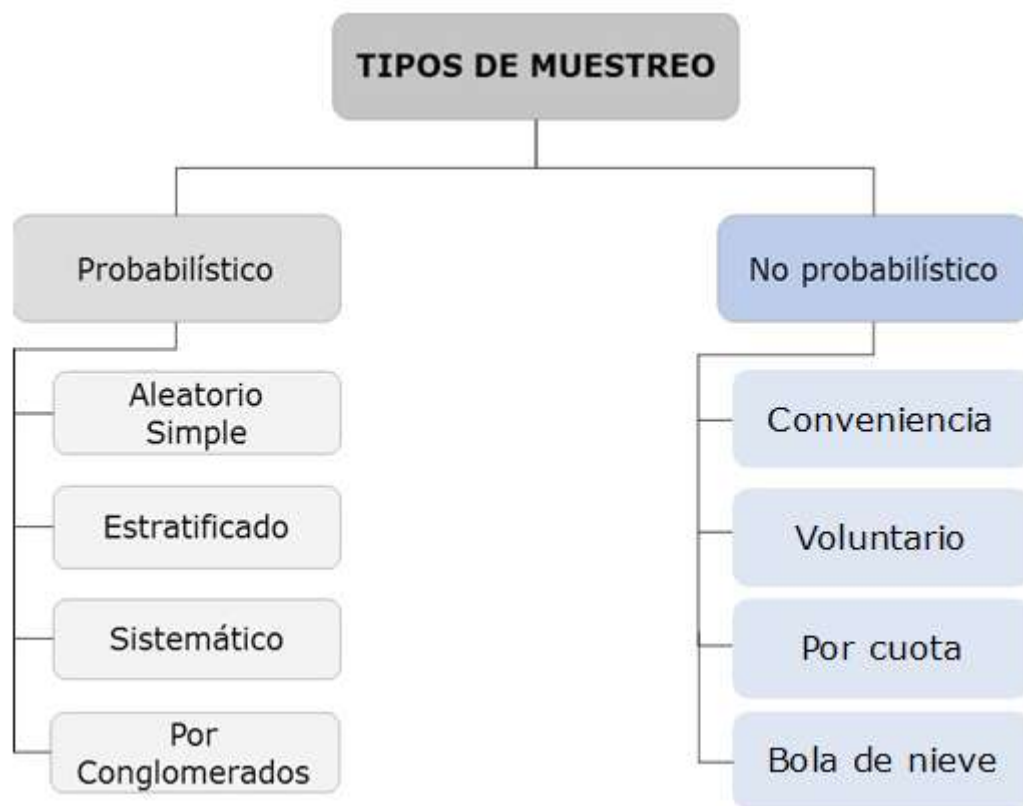 TIPOS DE MUESTREO
Probabilístico
Aleatorio
Simple
Estratificado
Sistemático
Por
Conglomerados
No probabilístico
Conveniencia
Voluntario
Por cuota
Bola de nieve